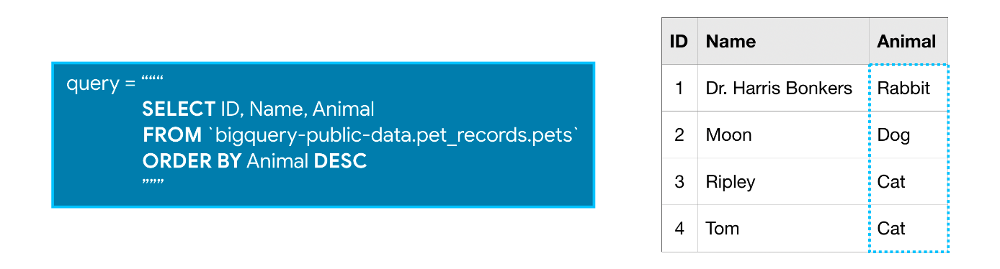 query = “““
SELECT ID, Name, Animal
FROM `bigquery-public-data.pet_records.pets`
ORDER BY Animal DESC
”””
ID Name Animal
1 Dr. Harris Bonkers Rabbit
2 Moon Dog
3 Ripley Cat
4 Tom Cat